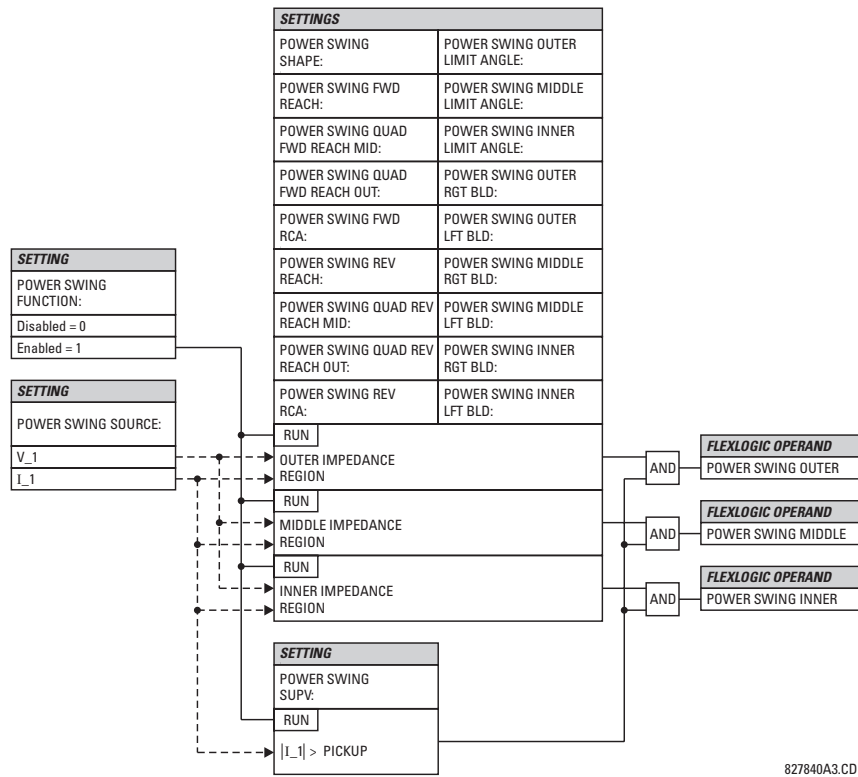 SETTINGS
POWER SWING
SHAPE:
POWER SWING OUTER
LIMIT ANGLE:
POWER SWING FWD
REACH:
POWER SWING MIDDLE
LIMIT ANGLE:
POWER SWING QUAD
FWD REACH MID:
POWER SWING INNER
LIMIT ANGLE:
POWER SWING QUAD
FWD REACH OUT:
POWER SWING OUTER
RGT BLD:
POWER SWING FWD
RCA:
POWER SWING OUTER
LFT BLD:
POWER SWING REV
REACH:
POWER SWING MIDDLE
RGT BLD:
POWER SWING QUAD REV
REACH MID:
POWER SWING MIDDLE
LFT BLD:
POWER SWING QUAD REV
REACH OUT:
POWER SWING INNER
RGT BLD:
POWER SWING REV
RCA:
POWER SWING INNER
LFT BLD:
SETTING
POWER SWING
FUNCTION:
Disabled = 0
Enabled = 1
SETTING
POWER SWING SOURCE:
V_1
I_1
RUN
OUTER IMPEDANCE
REGION
RUN
MIDDLE IMPEDANCE
REGION
RUN
INNER IMPEDANCE
REGION
AND
FLEXLOGIC OPERAND
POWER SWING OUTER
AND
FLEXLOGIC OPERAND
POWER SWING MIDDLE
AND
FLEXLOGIC OPERAND
POWER SWING INNER
SETTING
POWER SWING
SUPV:
RUN
|I_1| > PICKUP
827840A3.CD